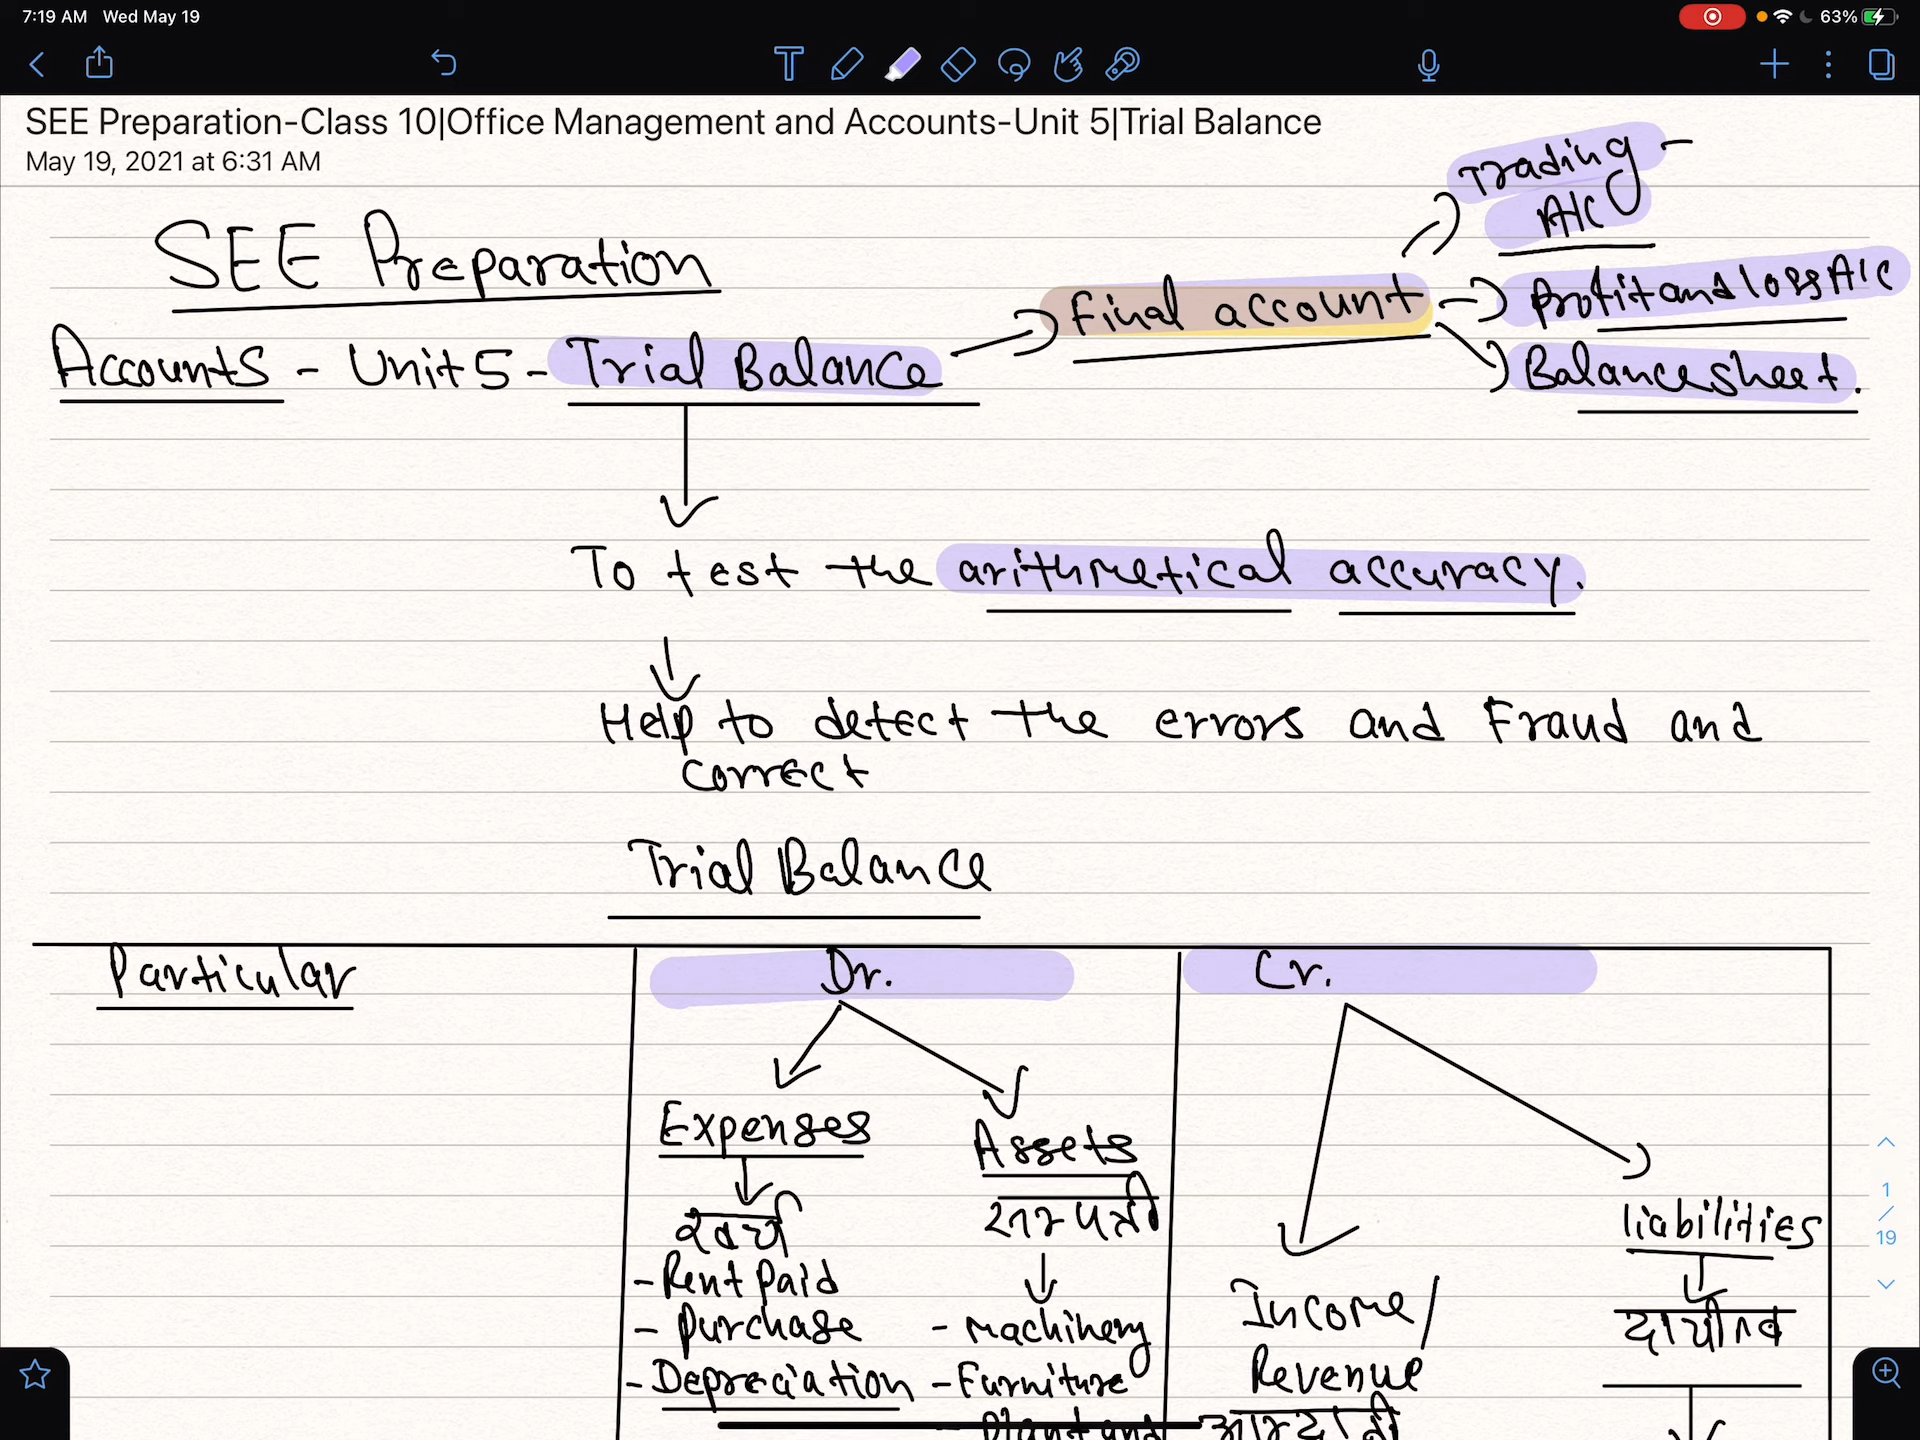 7:19 AM Wed May 19
63%
SEE Preparation-Class 10|Office Management and Accounts-Unit 5|Trial Balance
May 19, 2021 at 6:31 AM
Trading
A/C
SEE Preparation
Final account
Profit and loss A/C
Accounts - Unit 5 - Trial Balance
Balance sheet.
To test the arithmetical accuracy.
Help to detect the errors and Fraud and
correct
Trial Balance
Particular Dr. Cr.
Expenses Assets
खर्च
liabilities
- Rent Paid
- Purchase - machinery
- Depreciation - Furniture
Income/
Revenue
दायीत्व
Plant and
आम्दानी
1
/
19